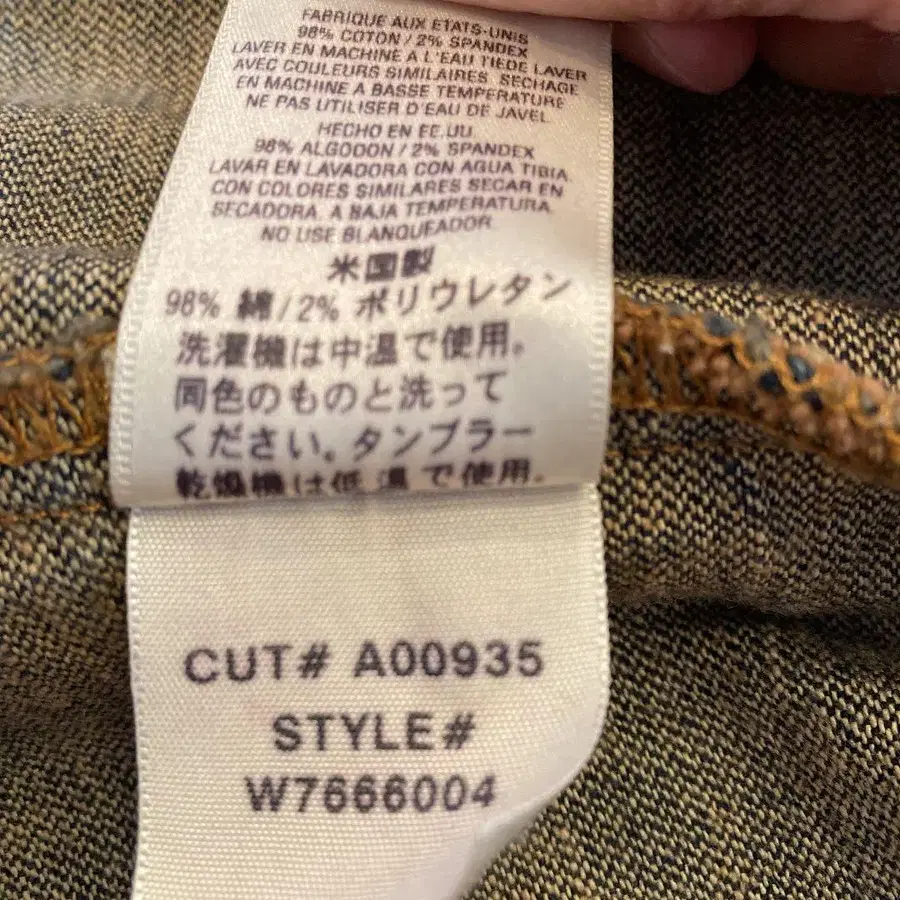 FABRIQUE AUX ETATS-UNIS
98% COTON / 2% SPANDEX
LAVER EN MACHINE A L'EAU TIEDE LAVER
AVEC COULEURS SIMILAIRES. SECHAGE
EN MACHINE A BASSE TEMPERATURE
NE PAS UTILISER D'EAU DE JAVEL.
HECHO EN EE.UU.
98% ALGODON / 2% SPANDEX
LAVAR EN LAVADORA CON AGUA TIBIA
CON COLORES SIMILARES SECAR EN
SECADORA. A BAJA TEMPERATURA.
NO USE BLANQUEADOR.
米国製
98% 綿/2% ポリウレタン
洗濯機は中温で使用。
同色のものと洗って
ください。タンブラー
乾燥機は低温で使用。
CUT# A00935
STYLE#
W7666004